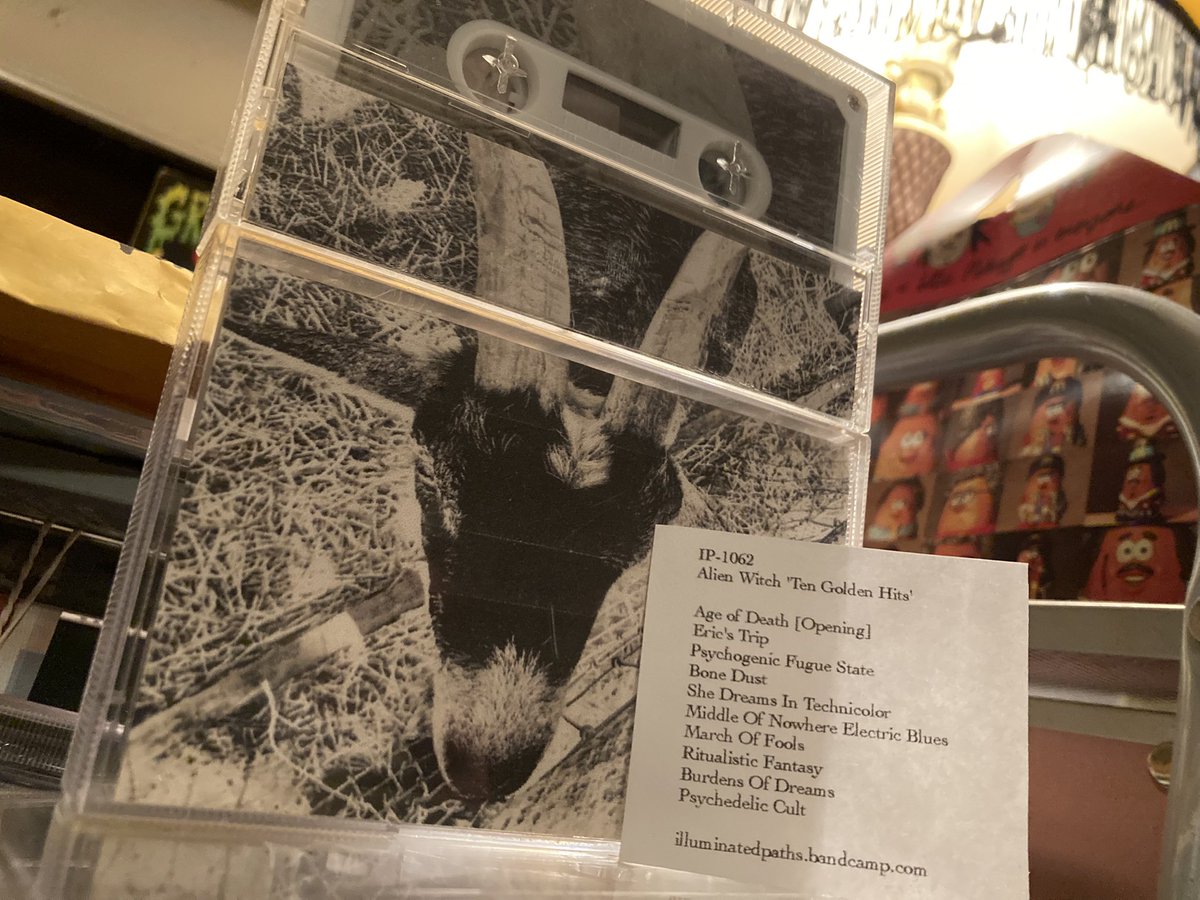 GR
IP-1062
Alien Witch 'Ten Golden Hits'
Age of Death [Opening]
Eric's Trip
Psychogenic Fugue State
Bone Dust
She Dreams In Technicolor
Middle Of Nowhere Electric Blues
March Of Fools
Ritualistic Fantasy
Burdens Of Dreams
Psychedelic Cult
illuminatedpaths.bandcamp.com